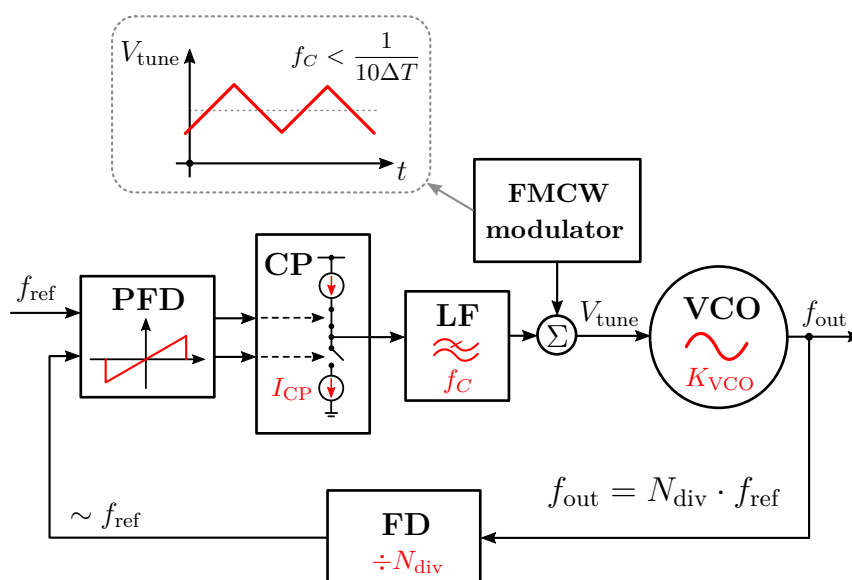 V_tune
f_C < 1/(10ΔT)
t
FMCW
modulator
f_ref
PFD
CP
I_CP
LF
f_C
Σ
V_tune
VCO
K_VCO
f_out
f_out = N_div · f_ref
∼ f_ref
FD
÷N_div